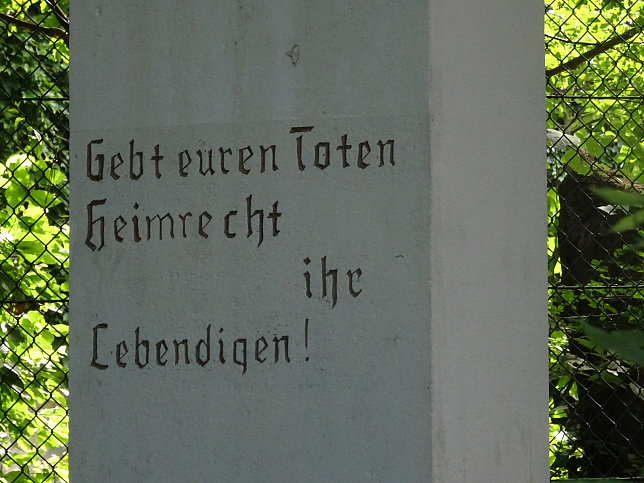 Gebt euren Toten
Heimrecht
ihr
Lebendigen!